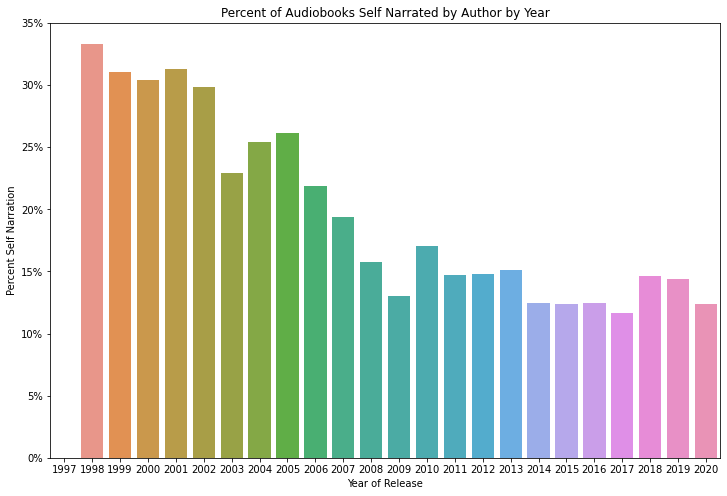 Percent of Audiobooks Self Narrated by Author by Year
35%
30%
25%
20%
15%
10%
5%
0%
Percent Self Narration
1997 1998 1999 2000 2001 2002 2003 2004 2005 2006 2007 2008 2009 2010 2011 2012 2013 2014 2015 2016 2017 2018 2019 2020
Year of Release